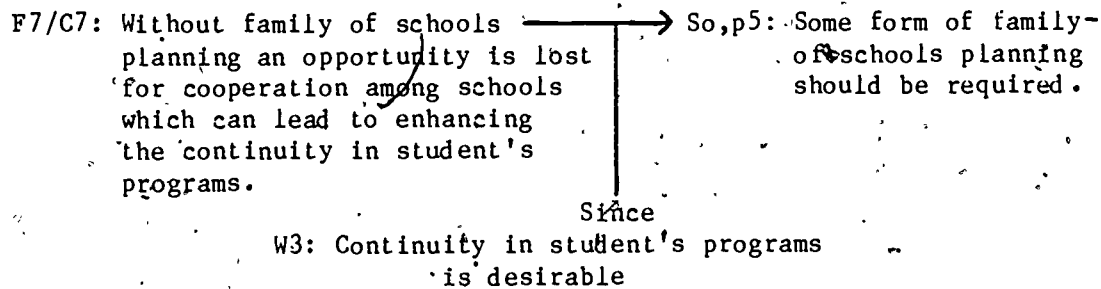 F7/C7: Without family of schools
planning an opportunity is lost
for cooperation among schools
which can lead to enhancing
the continuity in student's
programs.
So,p5: Some form of family-
of schools planning
should be required.
Since
W3: Continuity in student's programs
is desirable